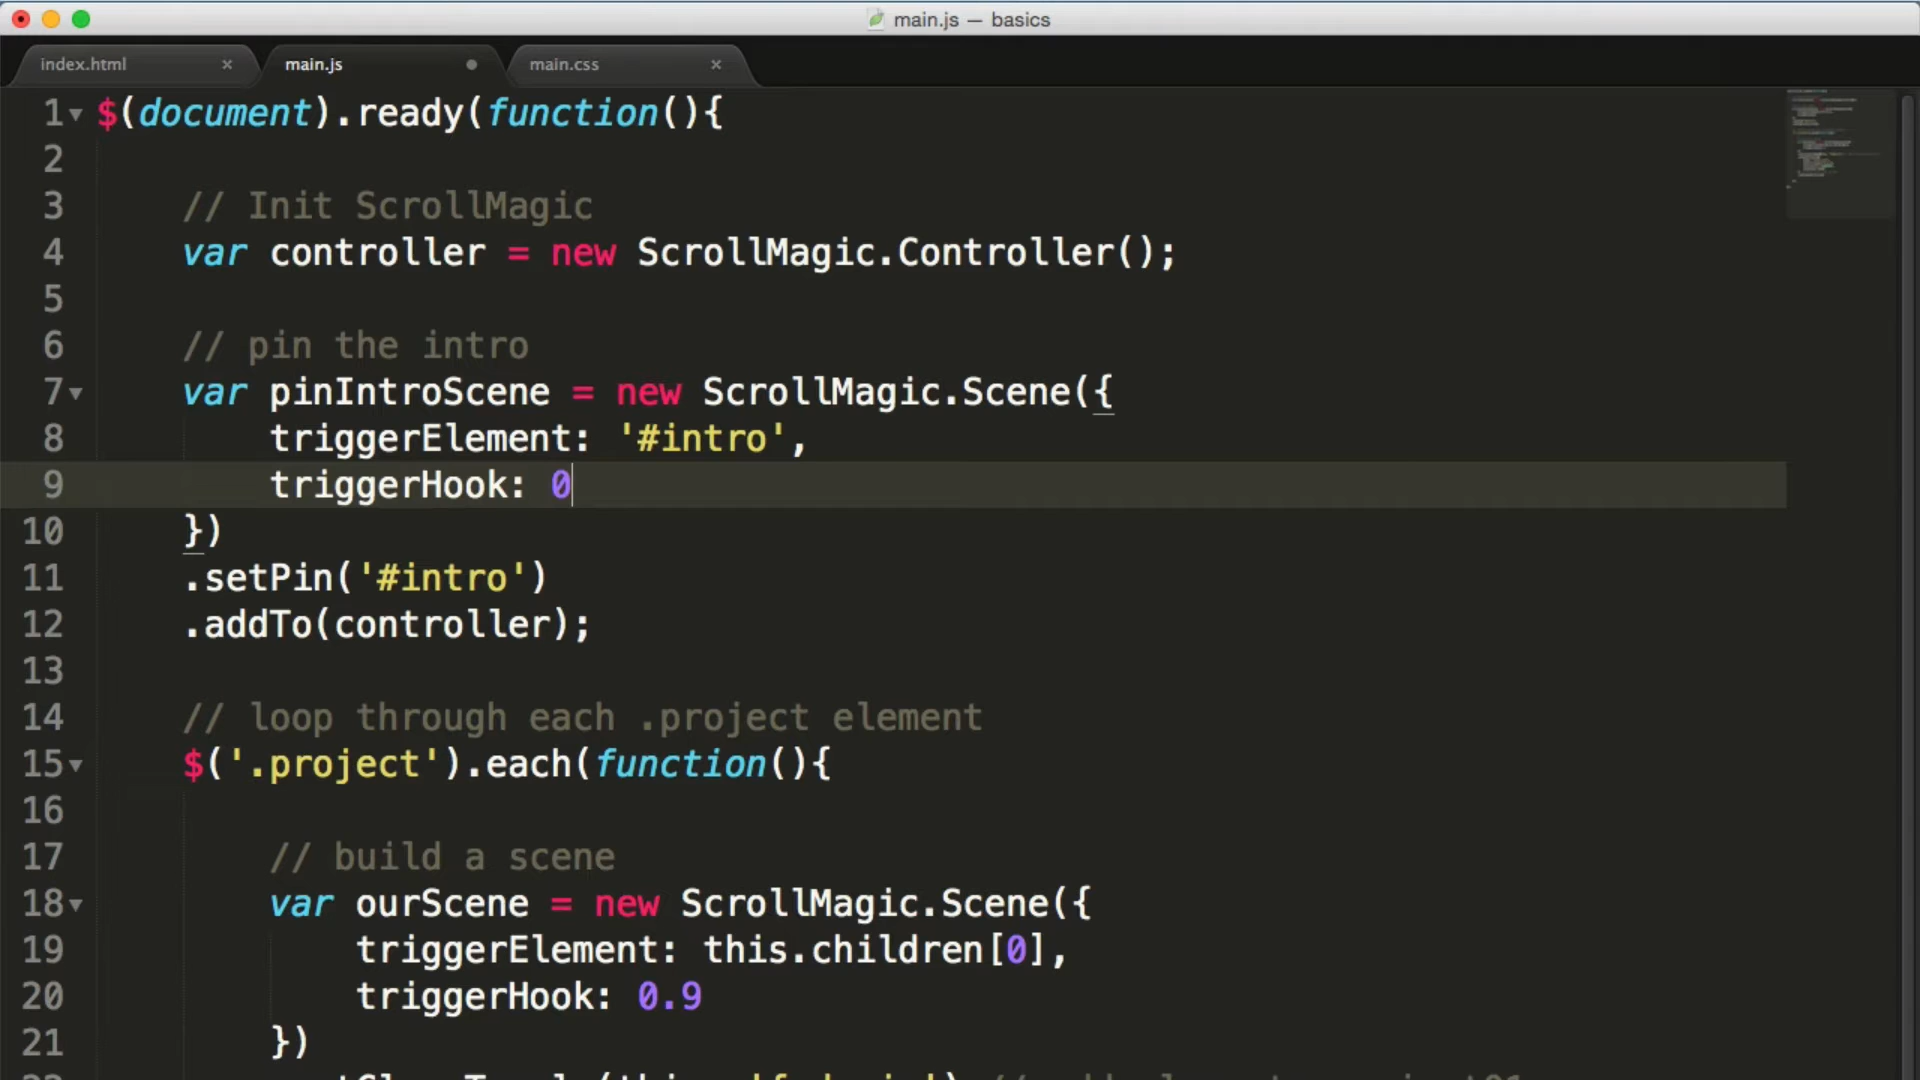 main.js — basics
index.html × main.js main.css ×
1 $(document).ready(function(){
2
3 // Init ScrollMagic
4 var controller = new ScrollMagic.Controller();
5
6 // pin the intro
7 var pinIntroScene = new ScrollMagic.Scene({
8 triggerElement: '#intro',
9 triggerHook: 0
10 })
11 .setPin('#intro')
12 .addTo(controller);
13
14 // loop through each .project element
15 $('.project').each(function(){
16
17 // build a scene
18 var ourScene = new ScrollMagic.Scene({
19 triggerElement: this.children[0],
20 triggerHook: 0.9
21 })